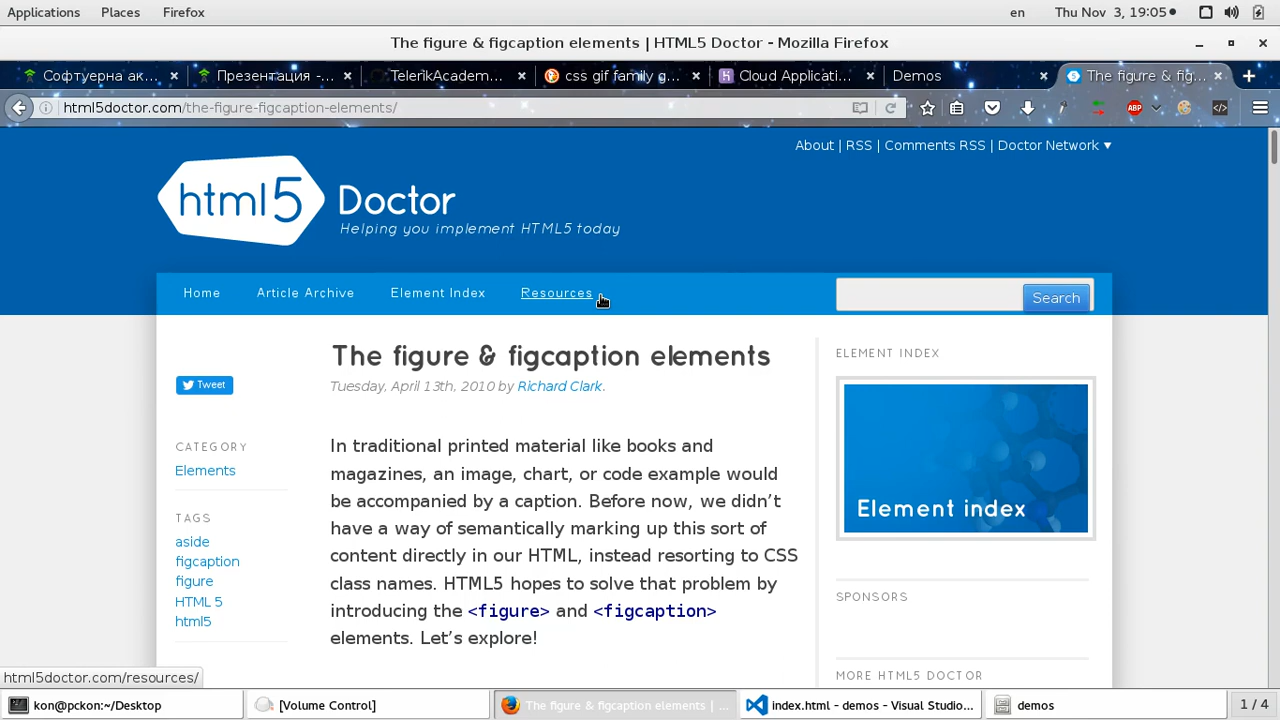 Applications Places Firefox en Thu Nov 3, 19:05
The figure & figcaption elements | HTML5 Doctor - Mozilla Firefox
Софтуерна ак... Презентация -... TelerikAcadem... css gif family g... Cloud Applicati... Demos The figure & fig...
html5doctor.com/the-figure-figcaption-elements/ ABP
About | RSS | Comments RSS | Doctor Network ▼
html5 Doctor
Helping you implement HTML5 today
Home Article Archive Element Index Resources Search
The figure & figcaption elements
Tuesday, April 13th, 2010 by Richard Clark.
Tweet
CATEGORY
Elements
TAGS
aside
figcaption
figure
HTML 5
html5
In traditional printed material like books and
magazines, an image, chart, or code example would
be accompanied by a caption. Before now, we didn't
have a way of semantically marking up this sort of
content directly in our HTML, instead resorting to CSS
class names. HTML5 hopes to solve that problem by
introducing the <figure> and <figcaption>
elements. Let's explore!
ELEMENT INDEX
Element index
SPONSORS
MORE HTML5 DOCTOR
html5doctor.com/resources/
kon@pckon:~/Desktop [Volume Control] The figure & figcaption elements | ... index.html - demos - Visual Studio... demos 1 / 4